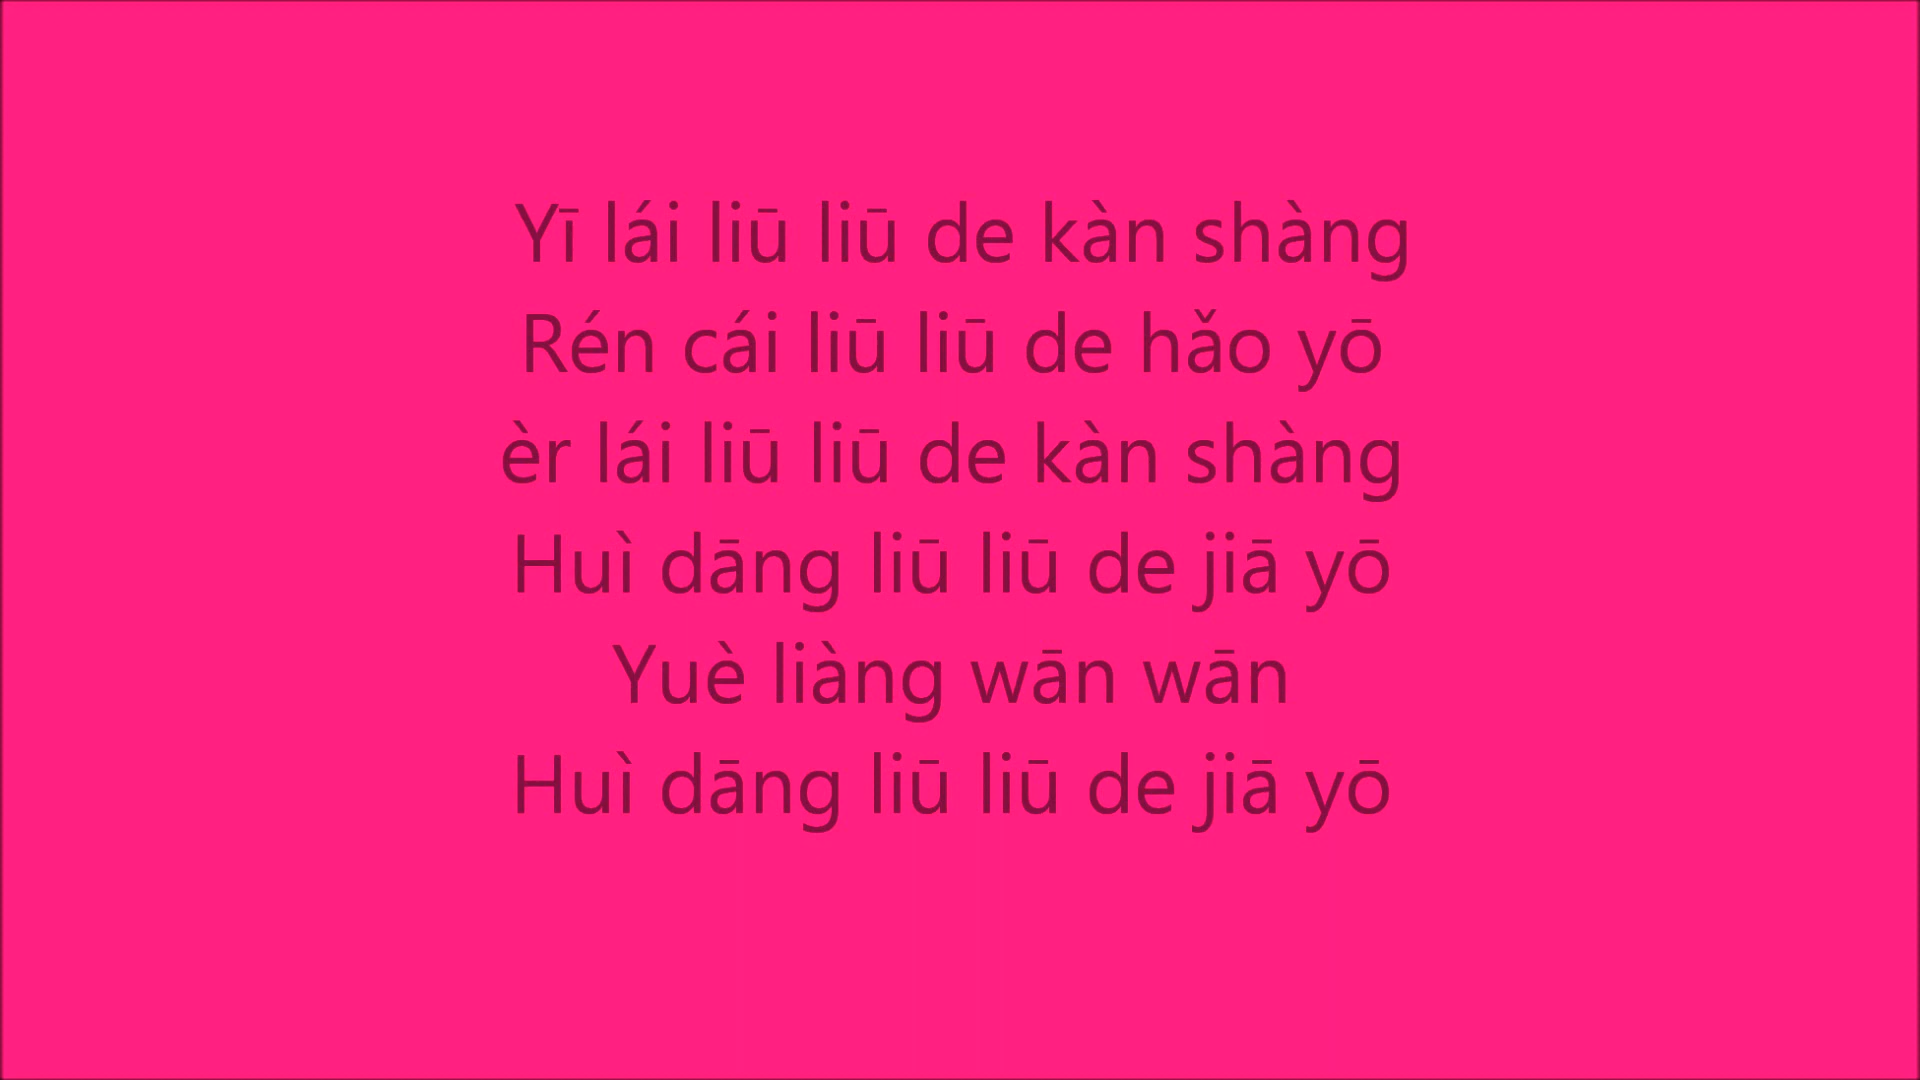 Yī lái liū liū de kàn shàng
Rén cái liū liū de hǎo yō
èr lái liū liū de kàn shàng
Huì dāng liū liū de jiā yō
Yuè liàng wān wān
Huì dāng liū liū de jiā yō